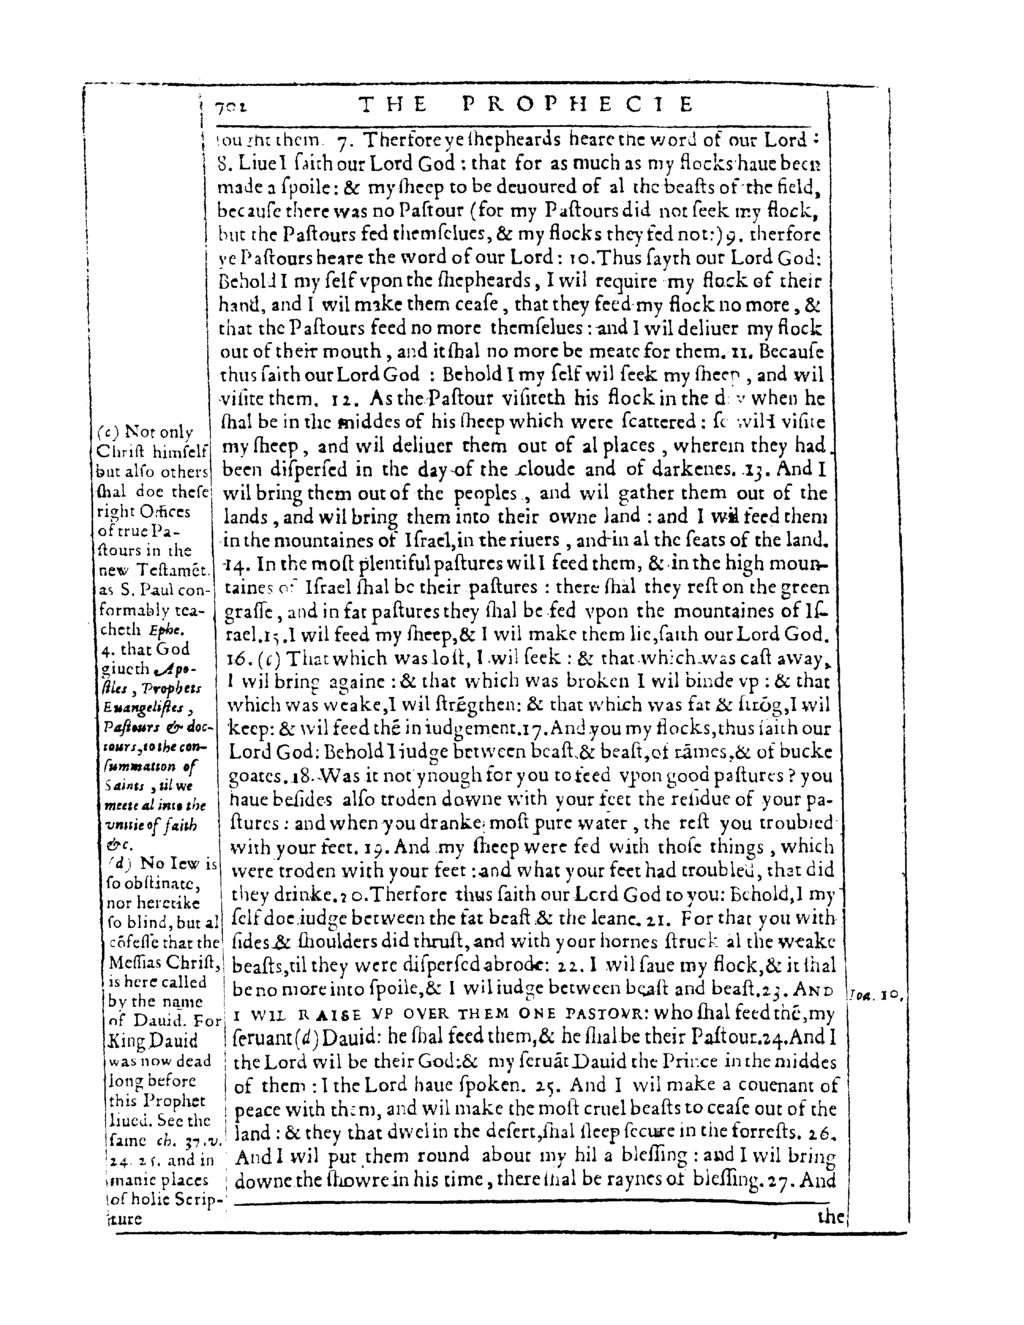 702 THE PROPHECIE
ſought them. 7. Therfore ye ſhepheards heare the word of our Lord:
8. Liue I ſaith our Lord God: that for as much as my flocks haue been
made a ſpoile: & my ſheep to be deuoured of al the beaſts of the field,
becauſe there was no Paſtour (for my Paſtours did not ſeek my flock,
but the Paſtours fed themſelues, & my flocks they fed not:) 9. therfore
ye Paſtours heare the word of our Lord: 10. Thus ſayth our Lord God:
Behold I my ſelf vpon the ſhepheards, I wil require my flock of their
hand, and I wil make them ceaſe, that they feed my flock no more, &
that the Paſtours feed no more themſelues: and I wil deliuer my flock
out of their mouth, and it ſhal no more be meate for them. 11. Becauſe
thus ſaith our Lord God: Behold I my ſelf wil ſeek my ſheep, and wil
viſite them. 12. As the Paſtour viſiteth his flock in the day when he
ſhal be in the middes of his ſheep which were ſcattered: ſo wil I viſite
my ſheep, and wil deliuer them out of al places, wherein they had
been diſperſed in the day of the cloude and of darkenes. 13. And I
wil bring them out of the peoples, and wil gather them out of the
lands, and wil bring them into their owne land: and I wil feed them
in the mountaines of Iſrael, in the riuers, and in al the ſeats of the land.
14. In the moſt plentiful paſtures wil I feed them, & in the high moun-
taines of Iſrael ſhal be their paſtures: there ſhal they reſt on the green
graſſe, and in fat paſtures they ſhal be fed vpon the mountaines of Iſ-
rael. 15. I wil feed my ſheep, & I wil make them lie, ſaith our Lord God.
16. (c) That which was loſt, I wil ſeek: & that which was caſt away,
I wil bring againe: & that which was broken I wil binde vp: & that
which was weake, I wil ſtrẽgthen: & that which was fat & ſtrõg, I wil
keep: & wil feed thẽ in iudgement. 17. And you my flocks, thus ſaith our
Lord God: Behold I iudge between beaſt, & beaſt, of rãmes, & of bucke
goates. 18. Was it not ynough for you to feed vpon good paſtures? you
haue beſides alſo troden downe with your feet the reſidue of your pa-
ſtures: and when you dranke moſt pure water, the reſt you troubled
with your feet. 19. And my ſheep were fed with thoſe things, which
were troden with your feet: and what your feet had troubled, that did
they drinke. 20. Therfore thus ſaith our Lord God to you: Behold, I my
ſelf doe iudge between the fat beaſt & the leane. 21. For that you with
ſides & ſhoulders did thruſt, and with your hornes ſtruck al the weake
beaſts, til they were diſperſed abrode: 22. I wil ſaue my flock, & it ſhal
be no more into ſpoile, & I wil iudge between beaſt and beaſt. 23. AND
I WIL RAISE VP OVER THEM ONE PASTOVR: who ſhal feed thẽ, my
ſeruant (d) Dauid: he ſhal feed them, & he ſhal be their Paſtour. 24. And I
the Lord wil be their God: & my ſeruãt Dauid the Prince in the middes
of them: I the Lord haue ſpoken. 25. And I wil make a couenant of
peace with them, and wil make the moſt cruel beaſts to ceaſe out of the
land: & they that dwel in the deſert, ſhal ſleep ſecure in the forreſts. 26.
And I wil put them round about my hil a bleſſing: and I wil bring
downe the ſhowre in his time, there ſhal be raynes of bleſſing. 27. And
the
(c) Not only
Chriſt himſelf
but alſo others
ſhal doe theſe
right Offices
of true Pa-
ſtours in the
new Teſtamẽt.
as S. Paul con-
formably tea-
cheth Ephe.
4. that God
giueth Apo-
ſtles, Prophets
Euangeliſtes,
Paſtours & doc-
tours, to the con-
ſummation of
Saints, til we
meete al into the
vnitie of faith
&c.
(d) No Iew is
ſo obſtinate,
nor heretike
ſo blind, but al
cõfeſſe that the
Meſſias Chriſt,
is here called
by the name
of Dauid. For
King Dauid
was now dead
long before
this Prophet
liued. See the
ſame ch. 37. v.
24. 25. and in
manie places
of holie Scrip-
ture
Ioa. 10.